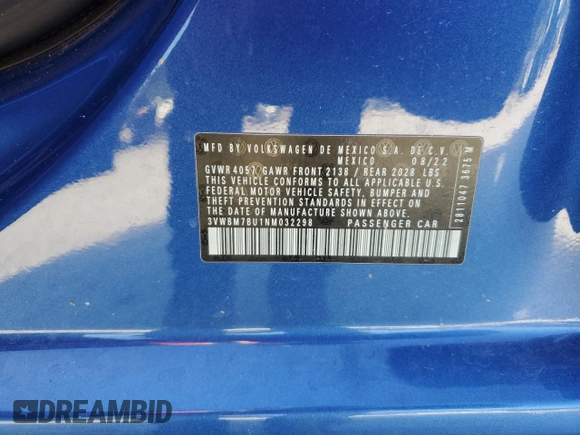 MFD BY VOLKSWAGEN DE MEXICO S.A. DE C.V.
MEXICO 08/22
GVWR 4057 GAWR FRONT 2138 / REAR 2028 LBS
THIS VEHICLE CONFORMS TO ALL APPLICABLE U.S.
FEDERAL MOTOR VEHICLE SAFETY, BUMPER AND
THEFT PREVENTION STANDARDS IN EFFECT ON THE
DATE OF MANUFACTURE SHOWN ABOVE
3VWBM7BU1NM032298 PASSENGER CAR
2811047 3675 M
DREAMBID